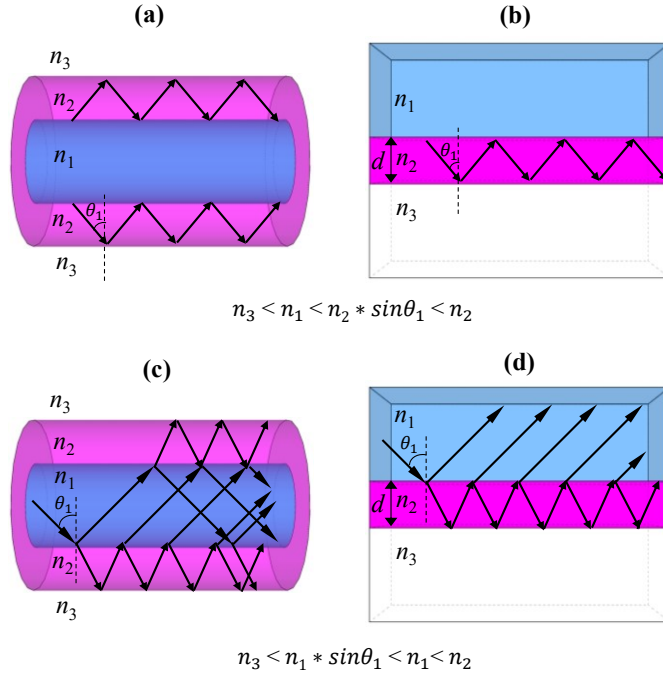 (a)
(b)
n3
n2
n1
n2
θ1
n3
n1
d
n2
θ1
n3
n3 < n1 < n2 * sinθ1 < n2
(c)
(d)
n3
n2
n1
θ1
n2
n3
n1
θ1
d
n2
n3
n3 < n1 * sinθ1 < n1 < n2